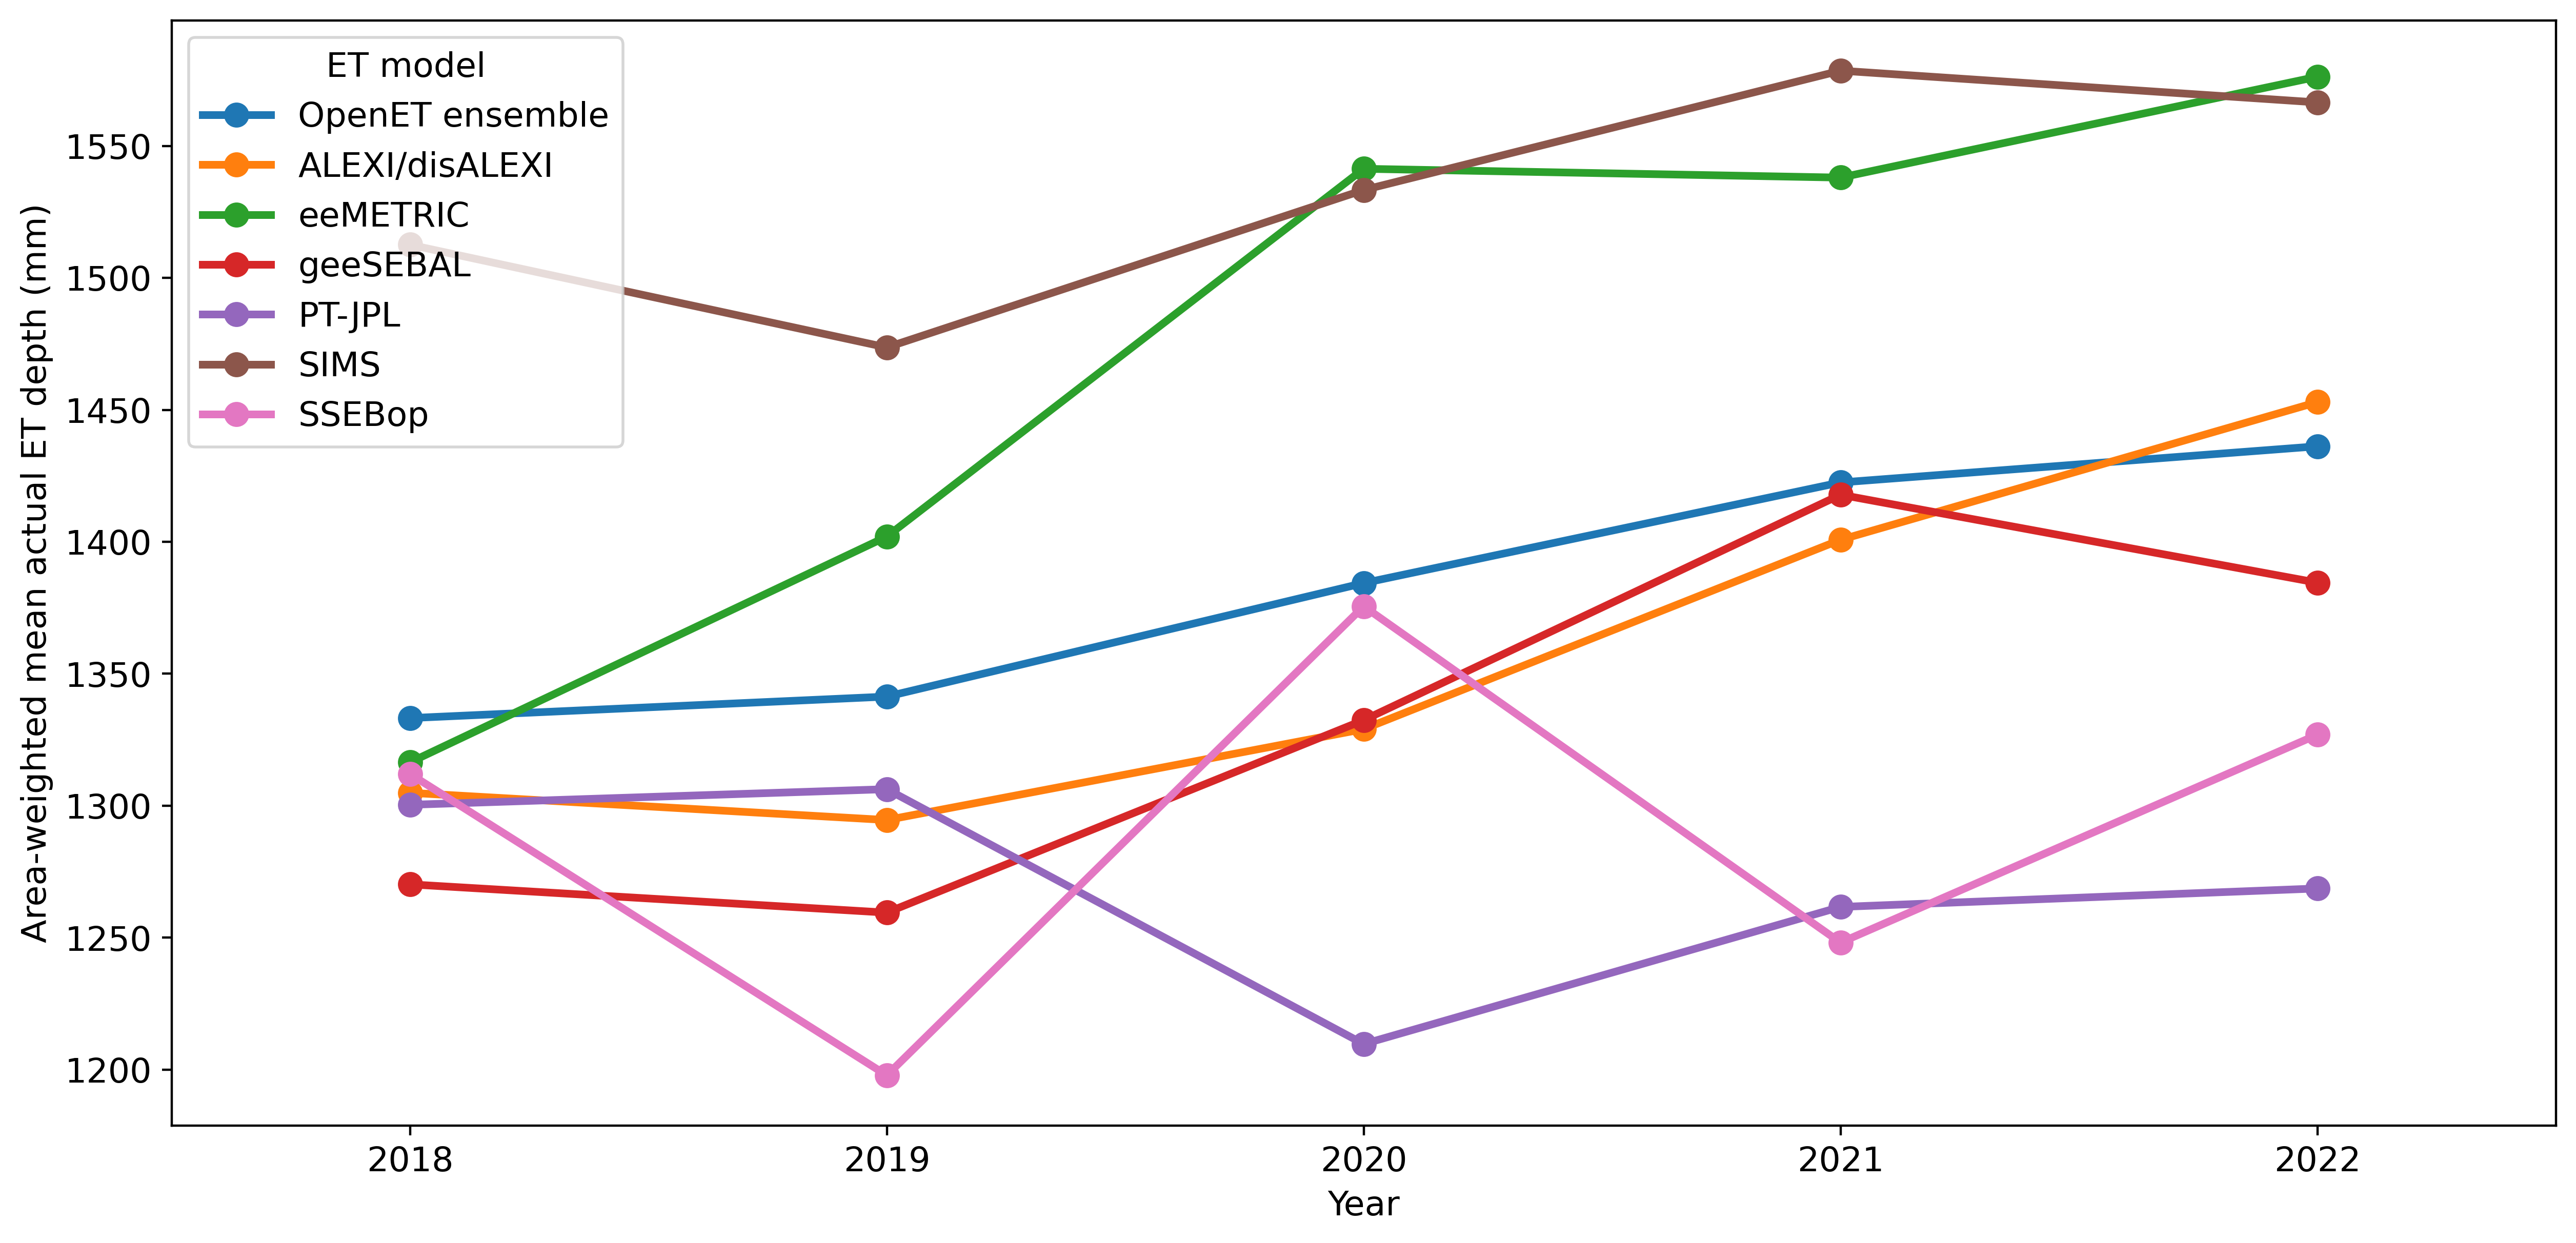 ET model
OpenET ensemble
ALEXI/disALEXI
eeMETRIC
geeSEBAL
PT-JPL
SIMS
SSEBop
Area-weighted mean actual ET depth (mm)
1550
1500
1450
1400
1350
1300
1250
1200
2018 2019 2020 2021 2022
Year